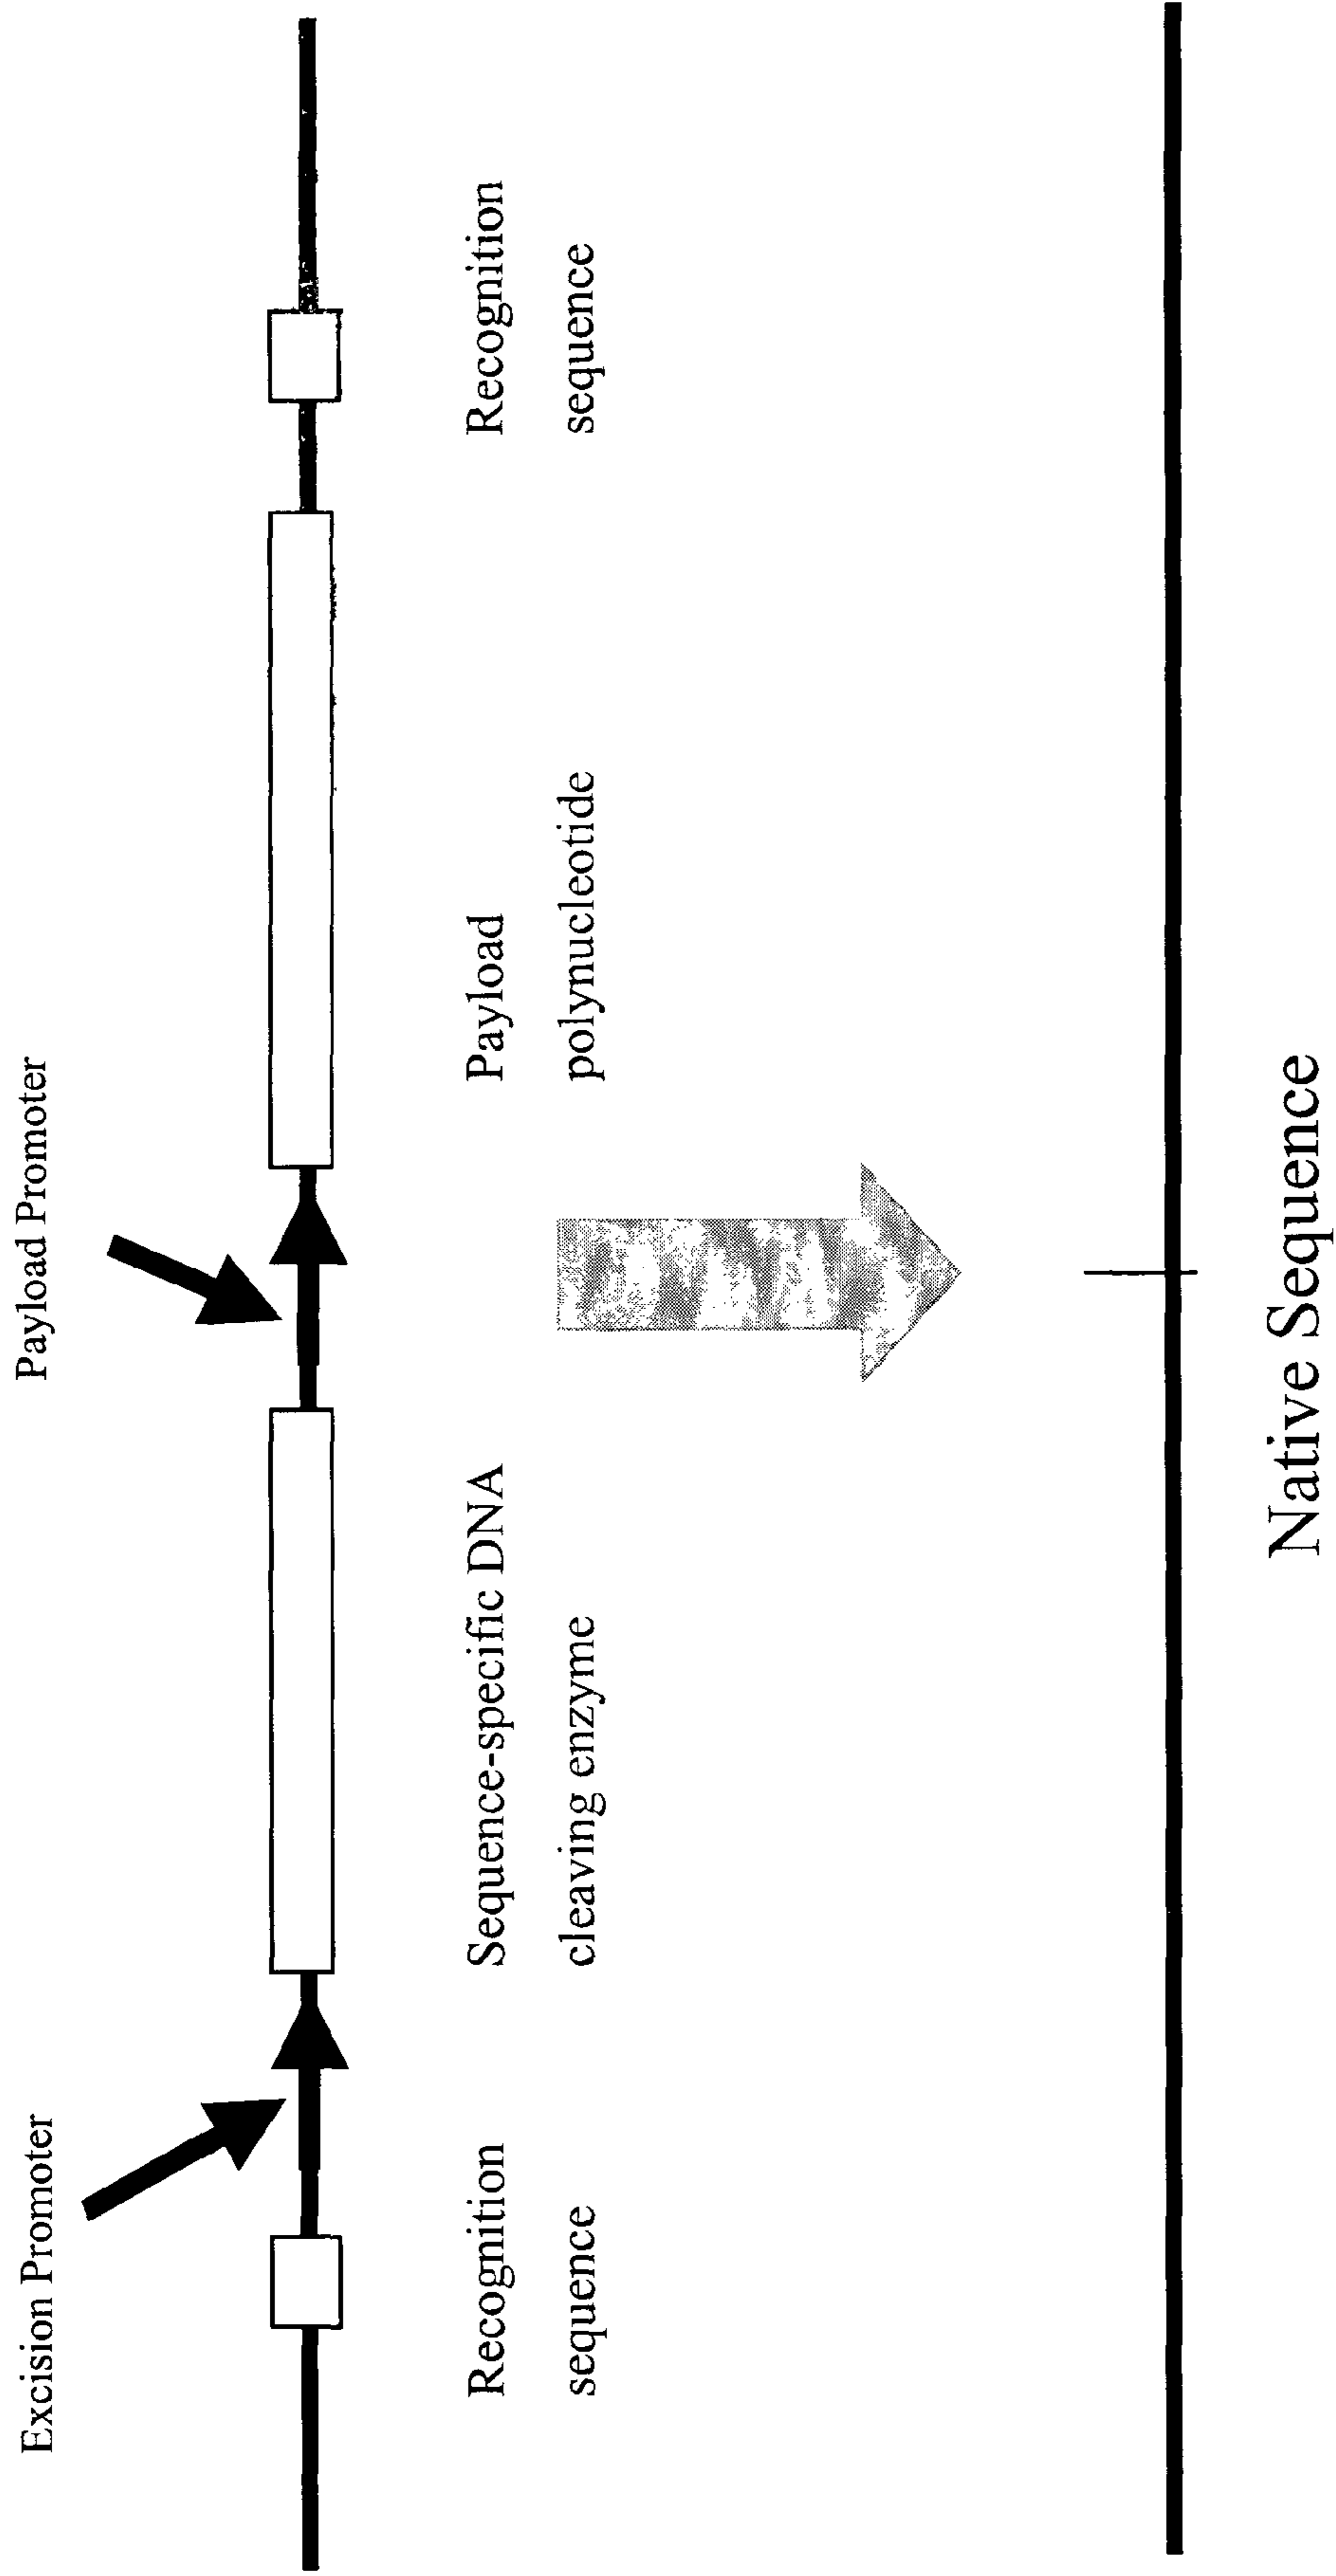 Excision Promoter
Payload Promoter
Recognition
sequence
Sequence-specific DNA
cleaving enzyme
Payload
polynucleotide
Recognition
sequence
Native Sequence